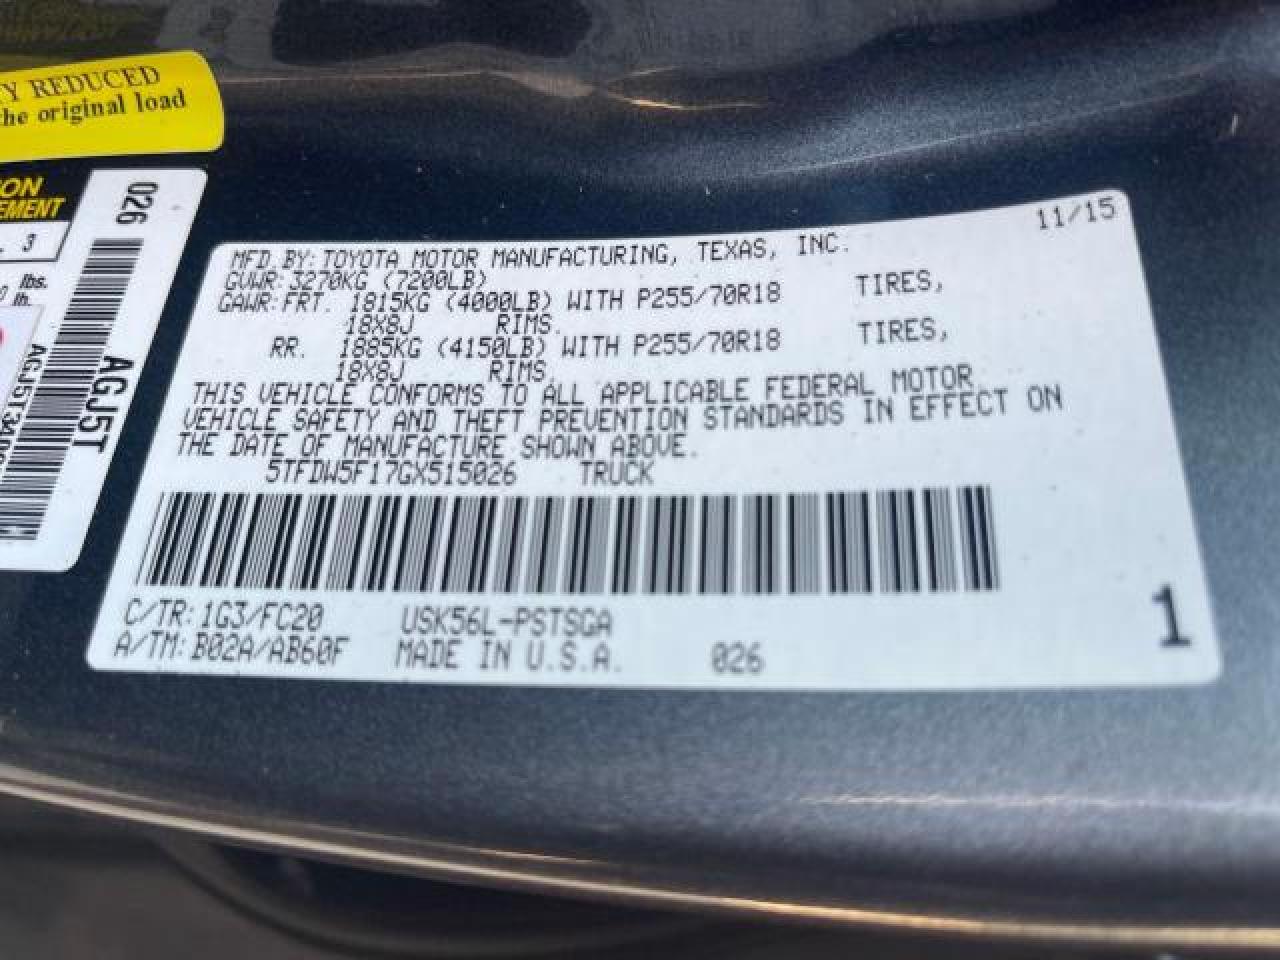 TY REDUCED
the original load
ION
EMENT
. 3
lbs.
lb.
026
AGJ5T
11/15
MFD.BY:TOYOTA MOTOR MANUFACTURING, TEXAS, INC.
GVWR:3270KG (7200LB)
GAWR:FRT. 1815KG (4000LB) WITH P255/70R18 TIRES,
18X8J RIMS.
RR. 1885KG (4150LB) WITH P255/70R18 TIRES,
18X8J RIMS,
THIS VEHICLE CONFORMS TO ALL APPLICABLE FEDERAL MOTOR
VEHICLE SAFETY AND THEFT PREVENTION STANDARDS IN EFFECT ON
THE DATE OF MANUFACTURE SHOWN ABOVE.
5TFDW5F17GX515026 TRUCK
C/TR:1G3/FC20 USK56L-PSTSGA
A/TM:B02A/AB60F MADE IN U.S.A. 026
1